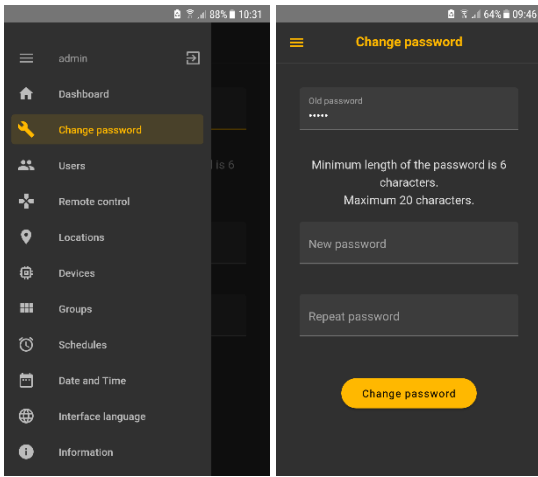 88% 10:31
admin
Dashboard
Change password
Users
Remote control
Locations
Devices
Groups
Schedules
Date and Time
Interface language
Information
l is 6
64% 09:46
Change password
Old password
•••••
Minimum length of the password is 6
characters.
Maximum 20 characters.
New password
Repeat password
Change password